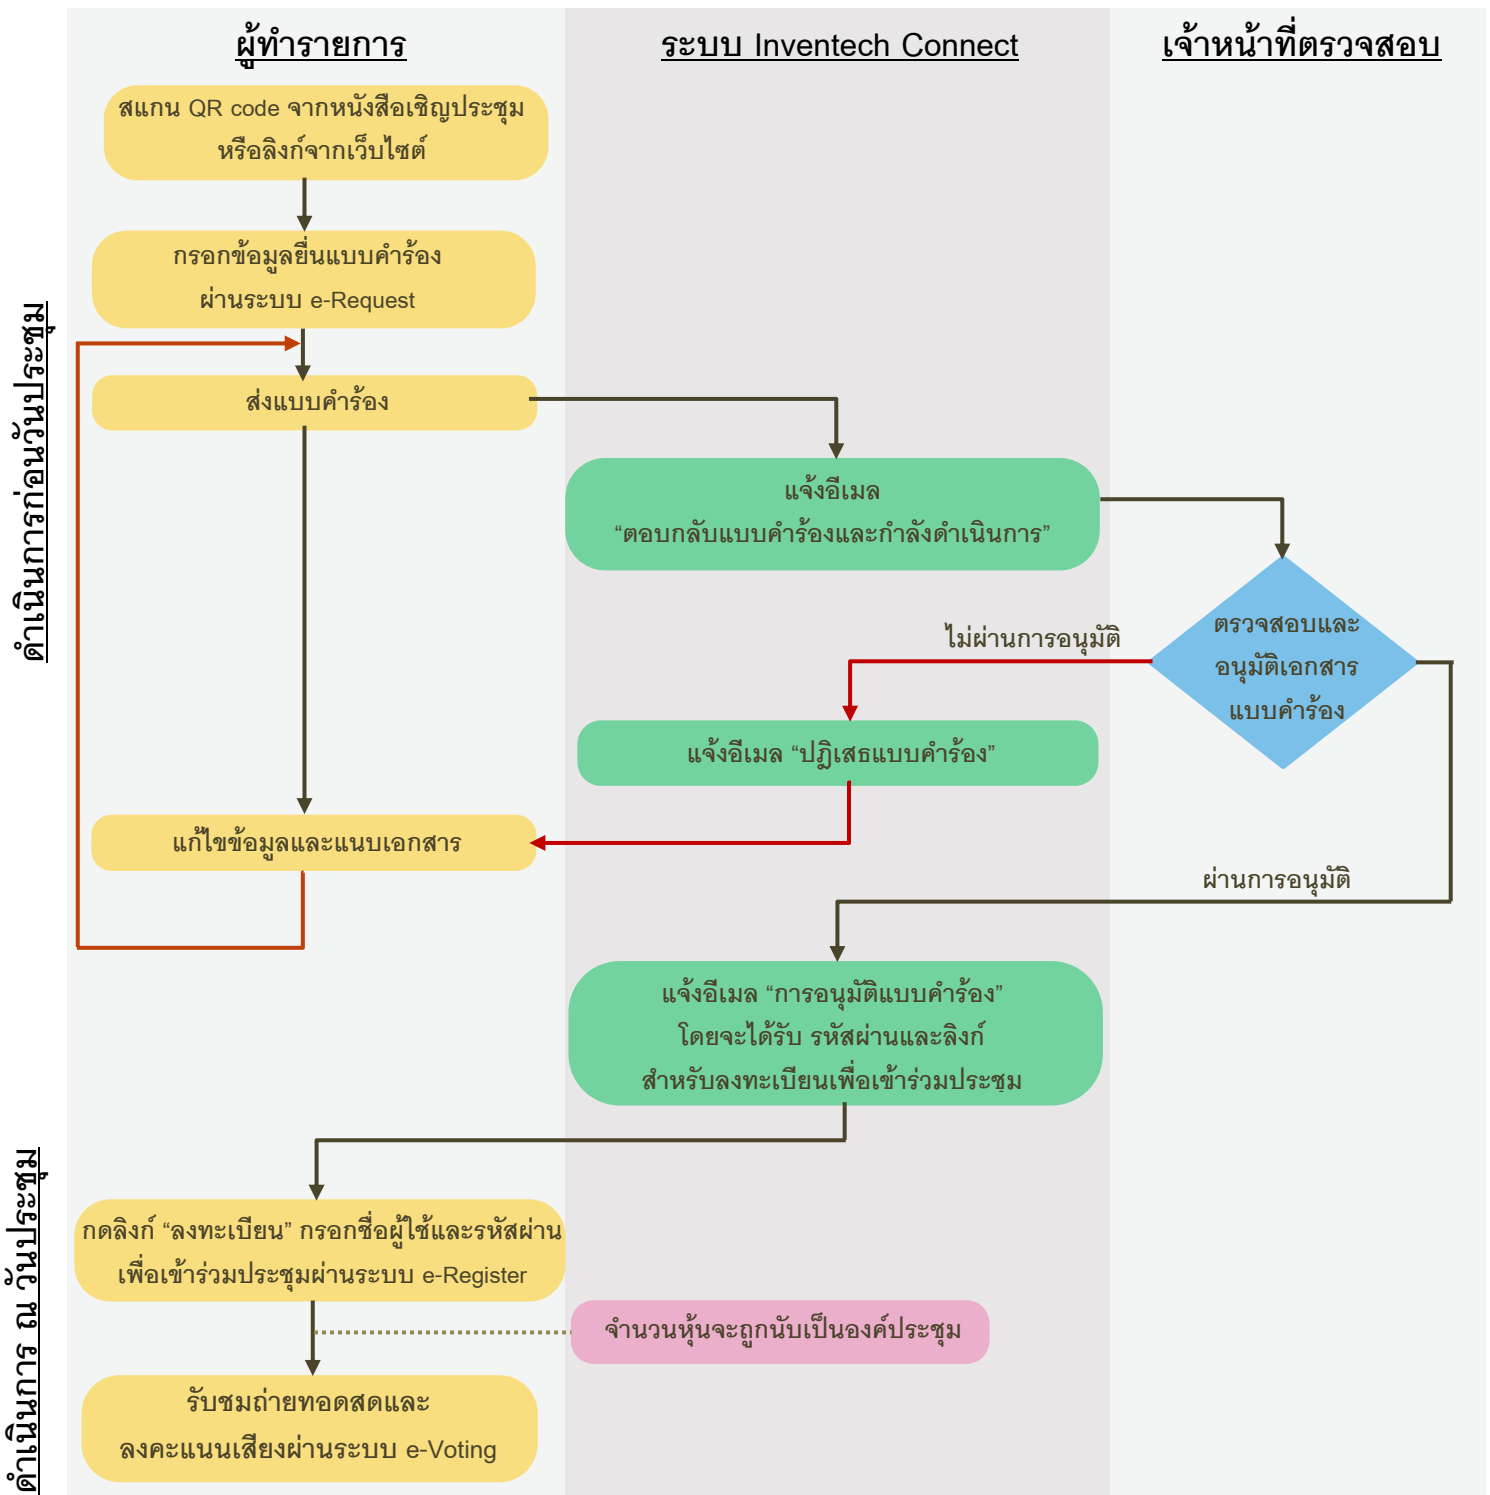 ผู้ทำรายการ
ระบบ Inventech Connect
เจ้าหน้าที่ตรวจสอบ
ดำเนินการก่อนวันประชุม
สแกน QR code จากหนังสือเชิญประชุม
หรือลิงก์จากเว็บไซต์
กรอกข้อมูลยื่นแบบคำร้อง
ผ่านระบบ e-Request
ส่งแบบคำร้อง
แจ้งอีเมล
“ตอบกลับแบบคำร้องและกำลังดำเนินการ”
ตรวจสอบและ
อนุมัติเอกสาร
แบบคำร้อง
ไม่ผ่านการอนุมัติ
แจ้งอีเมล “ปฎิเสธแบบคำร้อง”
แก้ไขข้อมูลและแนบเอกสาร
ผ่านการอนุมัติ
แจ้งอีเมล “การอนุมัติแบบคำร้อง”
โดยจะได้รับ รหัสผ่านและลิงก์
สำหรับลงทะเบียนเพื่อเข้าร่วมประชุม
ดำเนินการ ณ วันประชุม
กดลิงก์ “ลงทะเบียน” กรอกชื่อผู้ใช้และรหัสผ่าน
เพื่อเข้าร่วมประชุมผ่านระบบ e-Register
จำนวนหุ้นจะถูกนับเป็นองค์ประชุม
รับชมถ่ายทอดสดและ
ลงคะแนนเสียงผ่านระบบ e-Voting